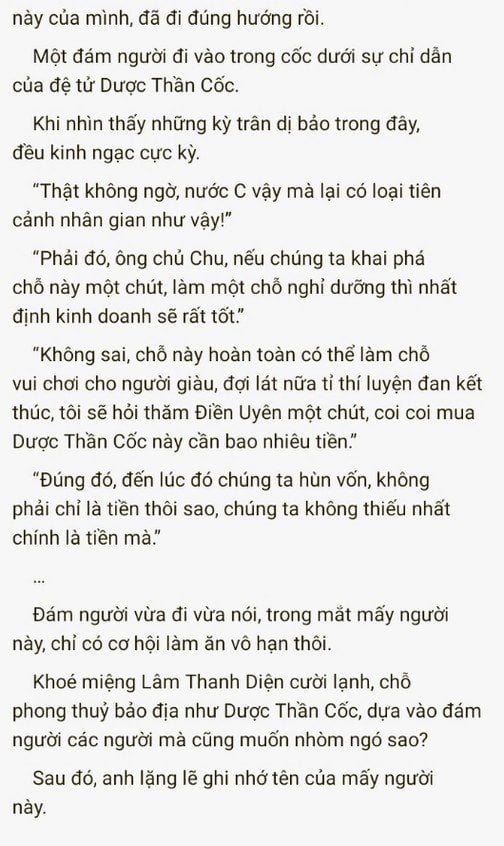 này của mình, đã đi đúng hướng rồi.
Một đám người đi vào trong cốc dưới sự chỉ dẫn
của đệ tử Dược Thần Cốc.
Khi nhìn thấy những kỳ trân dị bảo trong đây,
đều kinh ngạc cực kỳ.
“Thật không ngờ, nước C vậy mà lại có loại tiên
cảnh nhân gian như vậy!”
“Phải đó, ông chủ Chu, nếu chúng ta khai phá
chỗ này một chút, làm một chỗ nghỉ dưỡng thì nhất
định kinh doanh sẽ rất tốt.”
“Không sai, chỗ này hoàn toàn có thể làm chỗ
vui chơi cho người giàu, đợi lát nữa tỉ thí luyện đan kết
thúc, tôi sẽ hỏi thăm Điền Uyên một chút, coi coi mua
Dược Thần Cốc này cần bao nhiêu tiền.”
“Đúng đó, đến lúc đó chúng ta hùn vốn, không
phải chỉ là tiền thôi sao, chúng ta không thiếu nhất
chính là tiền mà.”
...
Đám người vừa đi vừa nói, trong mắt mấy người
này, chỉ có cơ hội làm ăn vô hạn thôi.
Khoé miệng Lâm Thanh Diện cười lạnh, chỗ
phong thuỷ bảo địa như Dược Thần Cốc, dựa vào đám
người các người mà cũng muốn nhòm ngó sao?
Sau đó, anh lặng lẽ ghi nhớ tên của mấy người
này.